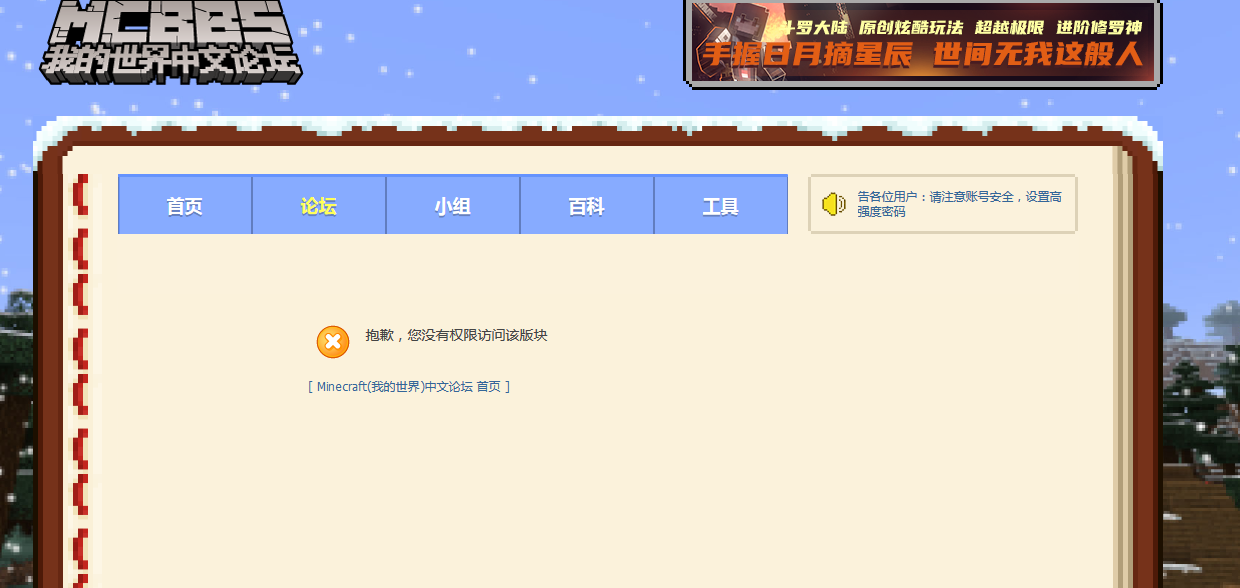 MCBBS
我的世界中文论坛
斗罗大陆 原创炫酷玩法 超越极限 进阶修罗神
手握日月摘星辰 世间无我这般人
首页
论坛
小组
百科
工具
告各位用户：请注意账号安全，设置高
强度密码
抱歉，您没有权限访问该版块
[ Minecraft(我的世界)中文论坛 首页 ]